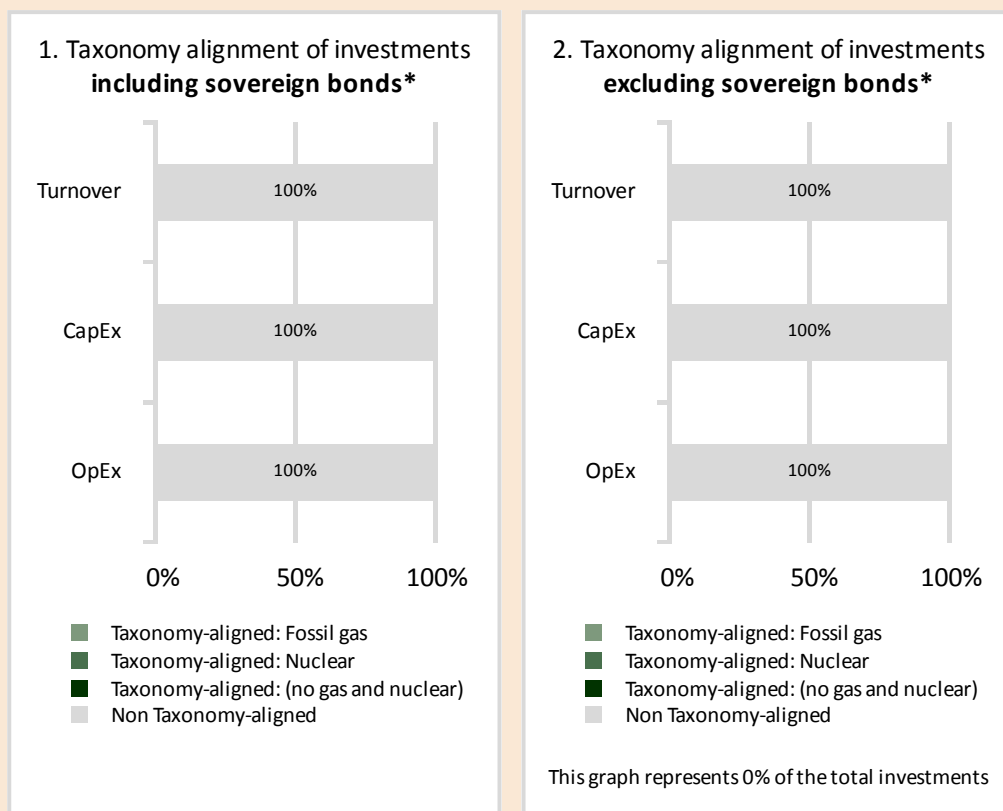 1. Taxonomy alignment of investments
including sovereign bonds*
Turnover
100%
CapEx
100%
OpEx
100%
0% 50% 100%
Taxonomy-aligned: Fossil gas
Taxonomy-aligned: Nuclear
Taxonomy-aligned: (no gas and nuclear)
Non Taxonomy-aligned
2. Taxonomy alignment of investments
excluding sovereign bonds*
Turnover
100%
CapEx
100%
OpEx
100%
0% 50% 100%
Taxonomy-aligned: Fossil gas
Taxonomy-aligned: Nuclear
Taxonomy-aligned: (no gas and nuclear)
Non Taxonomy-aligned
This graph represents 0% of the total investments